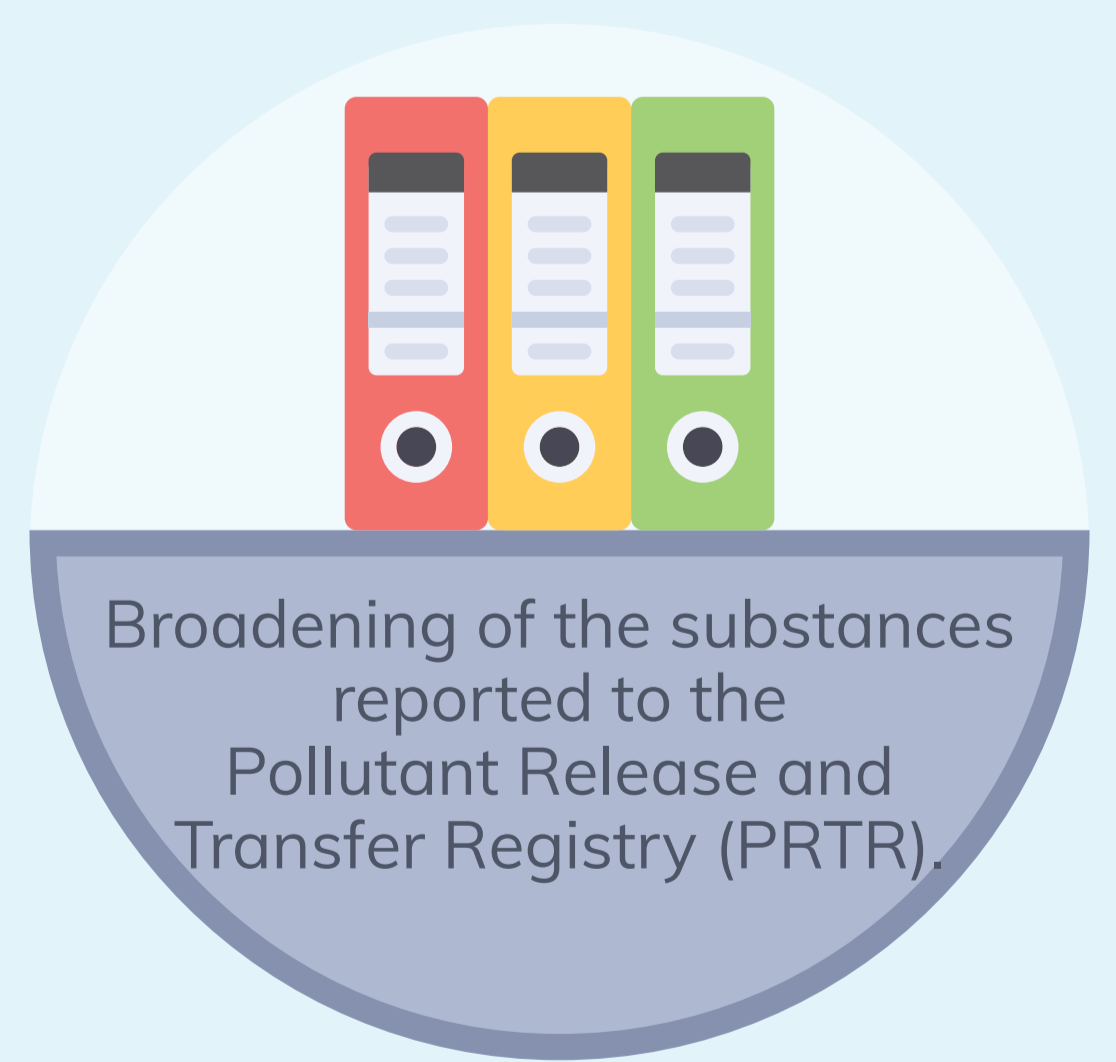 Broadening of the substances
reported to the
Pollutant Release and
Transfer Registry (PRTR).